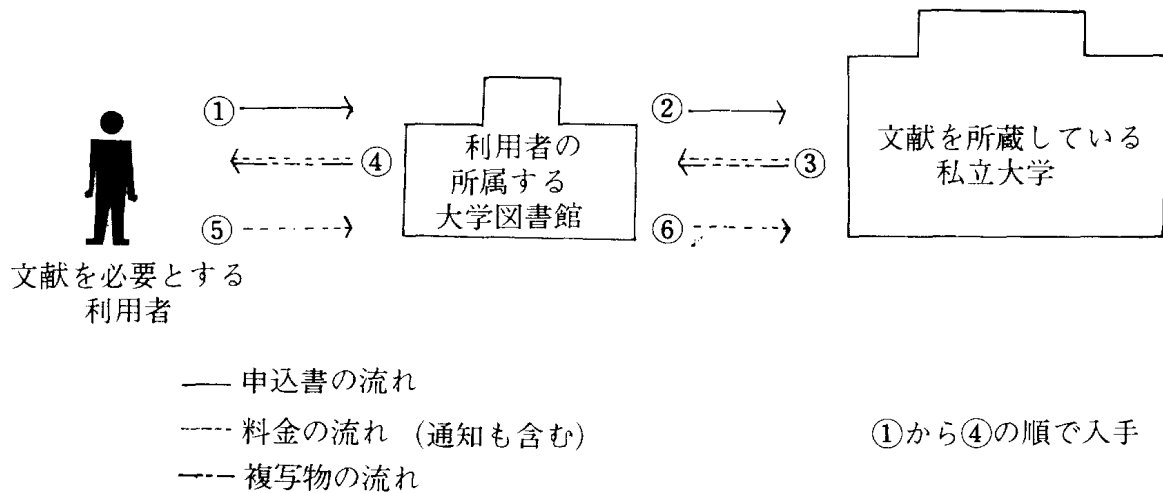 ①
②
利用者の
所属する
大学図書館
文献を所蔵している
私立大学
④
③
⑤
⑥
文献を必要とする
利用者
申込書の流れ
料金の流れ (通知も含む)
①から④の順で入手
複写物の流れ